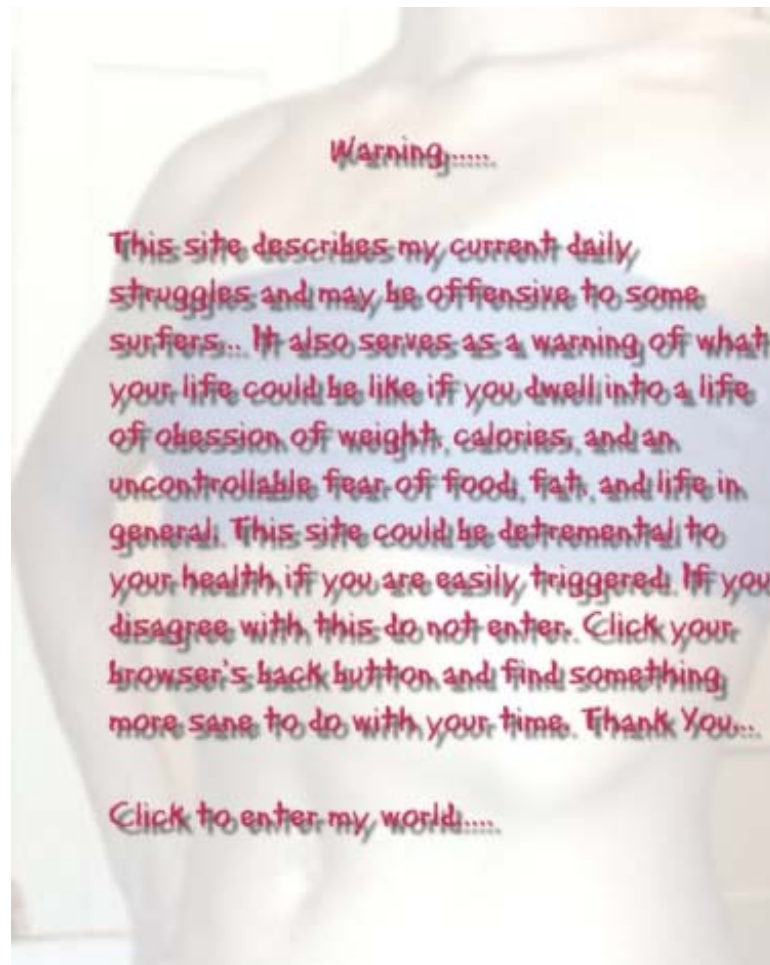 Warning.....
This site describes my current daily
struggles and may be offensive to some
surfers... It also serves as a warning of what
your life could be like if you dwell into a life
of obession of weight, calories, and an
uncontrollable fear of food, fat, and life in
general. This site could be detremental to
your health if you are easily triggered. If you
disagree with this do not enter. Click your
browser's back button and find something
more sane to do with your time. Thank You...
Click to enter my world.....